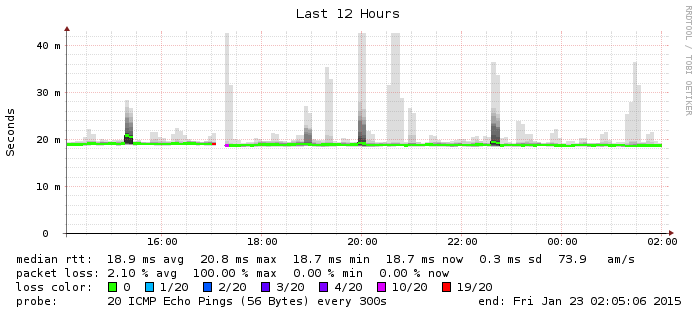 Last 12 Hours
RRDTOOL / TOBI OETIKER
Seconds
40 m
30 m
20 m
10 m
0
16:00 18:00 20:00 22:00 00:00 02:00
median rtt: 18.9 ms avg 20.8 ms max 18.7 ms min 18.7 ms now 0.3 ms sd 73.9 am/s
packet loss: 2.10 % avg 100.00 % max 0.00 % min 0.00 % now
loss color: 0 1/20 2/20 3/20 4/20 10/20 19/20
probe: 20 ICMP Echo Pings (56 Bytes) every 300s end: Fri Jan 23 02:05:06 2015